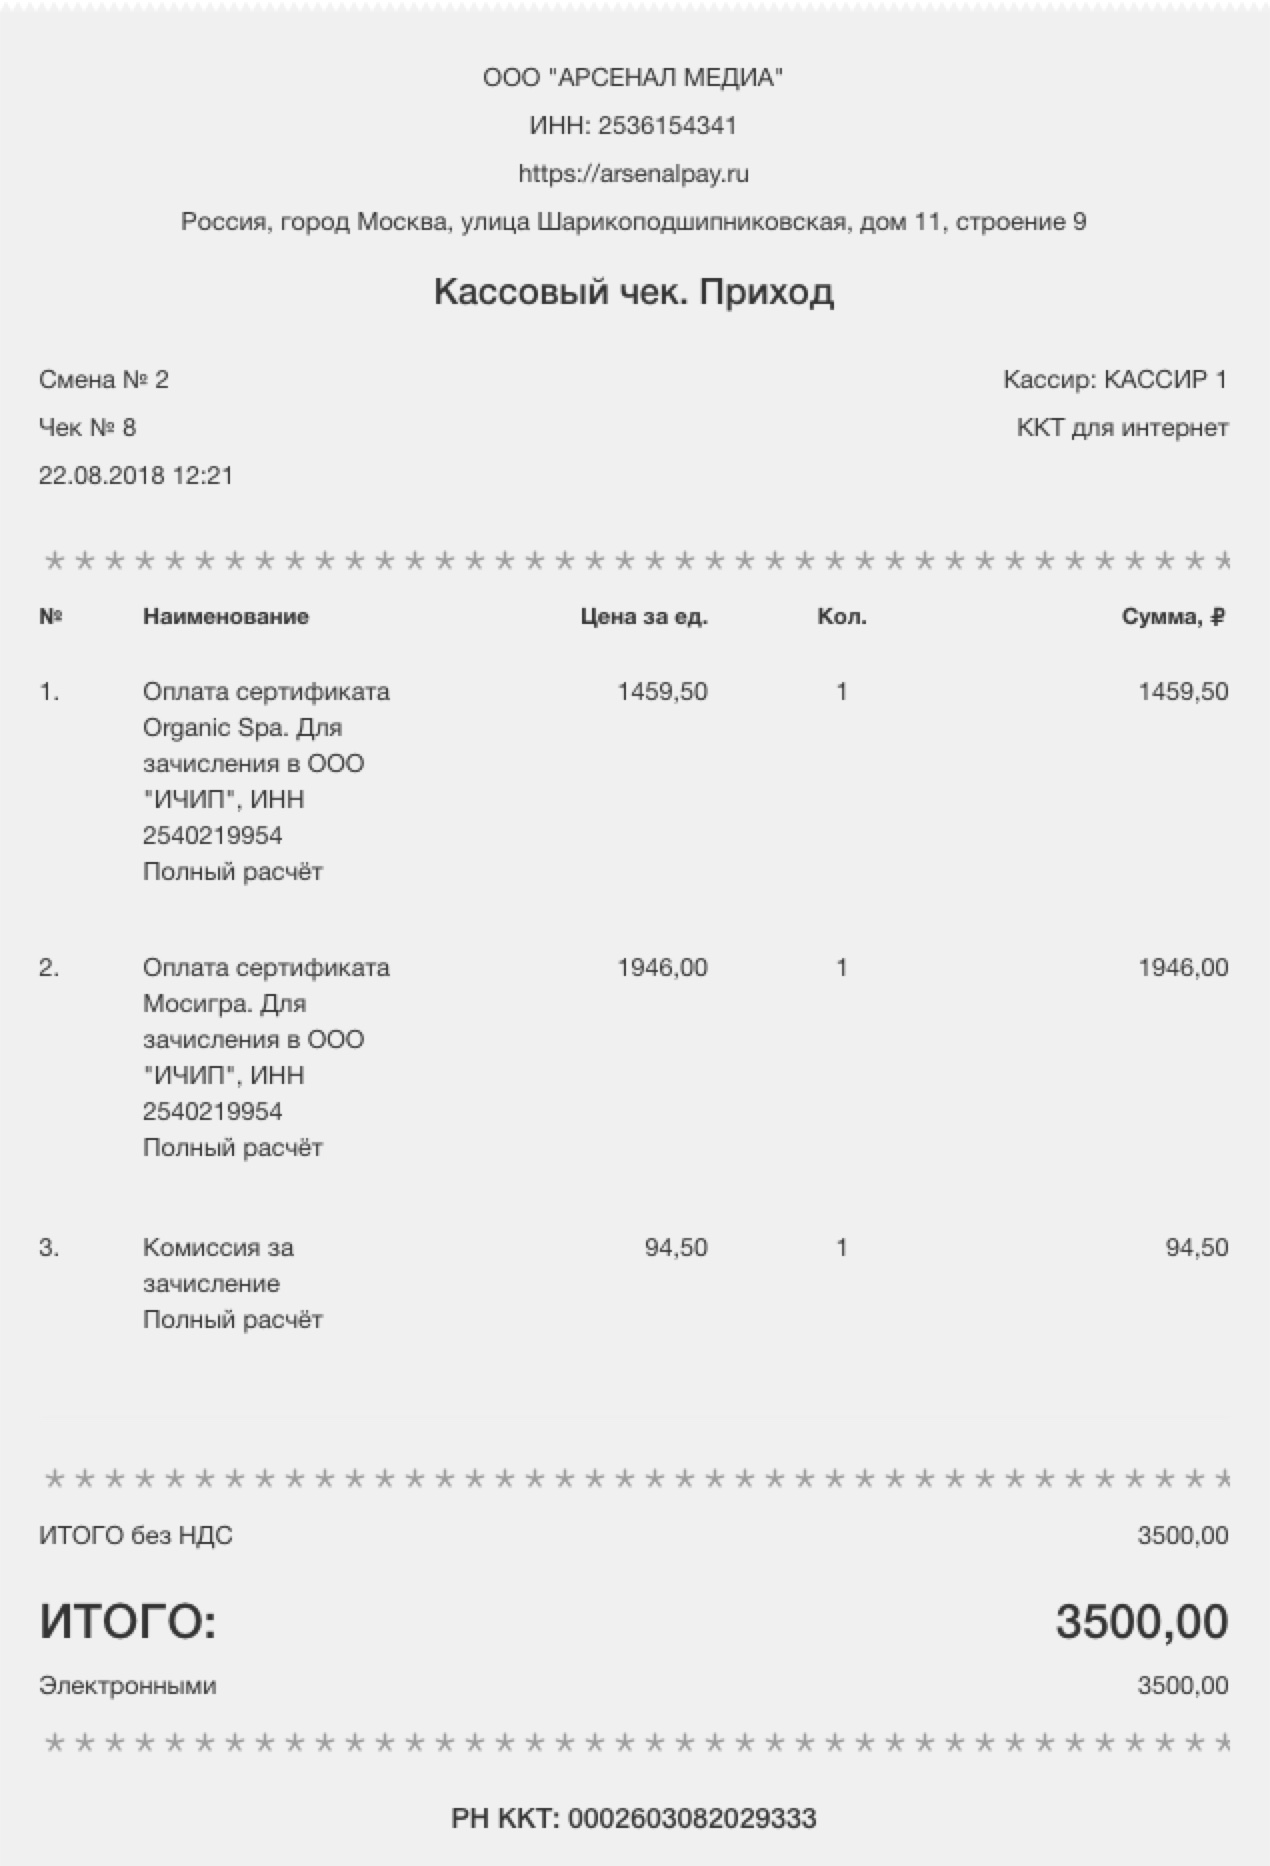 ООО "АРСЕНАЛ МЕДИА"
ИНН: 2536154341
https://arsenalpay.ru
Россия, город Москва, улица Шарикоподшипниковская, дом 11, строение 9
Кассовый чек. Приход
Смена № 2 Кассир: КАССИР 1
Чек № 8 ККТ для интернет
22.08.2018 12:21
* * * * * * * * * * * * * * * * * * * * * * * * * * * * * * * * * * * * * * * *
№ Наименование Цена за ед. Кол. Сумма, ₽
1. Оплата сертификата 1459,50 1 1459,50
Organic Spa. Для
зачисления в ООО
"ИЧИП", ИНН
2540219954
Полный расчёт
2. Оплата сертификата 1946,00 1 1946,00
Мосигра. Для
зачисления в ООО
"ИЧИП", ИНН
2540219954
Полный расчёт
3. Комиссия за 94,50 1 94,50
зачисление
Полный расчёт
* * * * * * * * * * * * * * * * * * * * * * * * * * * * * * * * * * * * * * * *
ИТОГО без НДС 3500,00
ИТОГО: 3500,00
Электронными 3500,00
* * * * * * * * * * * * * * * * * * * * * * * * * * * * * * * * * * * * * * * *
РН ККТ: 0002603082029333